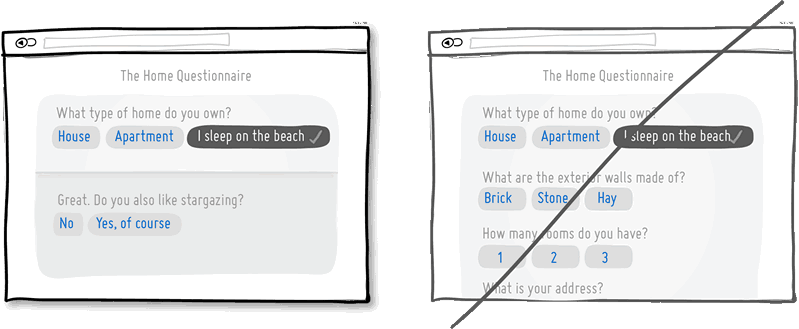 The Home Questionnaire
What type of home do you own?
House Apartment I sleep on the beach
Great. Do you also like stargazing?
No Yes, of course
The Home Questionnaire
What type of home do you own?
House Apartment I sleep on the beach
What are the exterior walls made of?
Brick Stone Hay
How many rooms do you have?
1 2 3
What is your address?